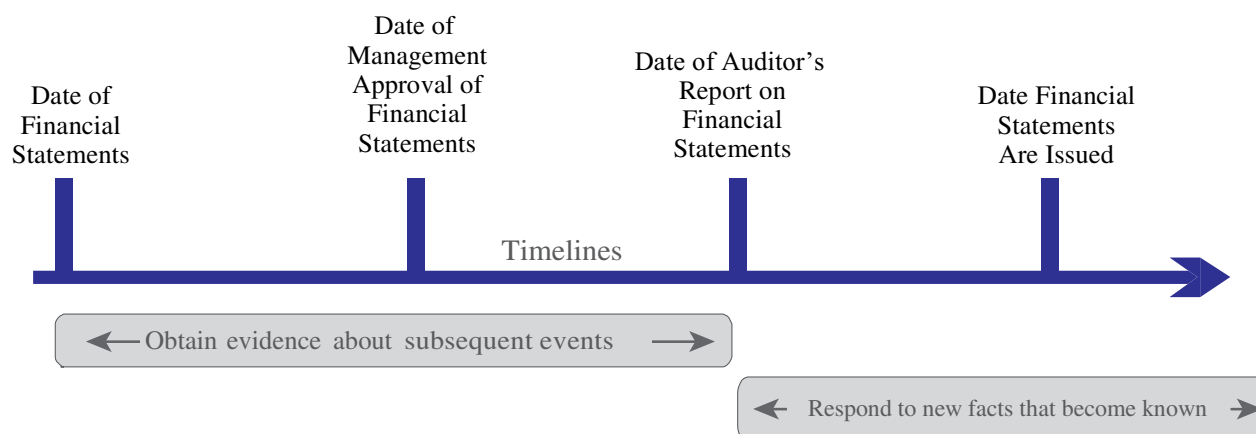 Date of
Financial
Statements
Date of
Management
Approval of
Financial
Statements
Date of Auditor’s
Report on
Financial
Statements
Date Financial
Statements
Are Issued
Timelines
Obtain evidence about subsequent events
Respond to new facts that become known